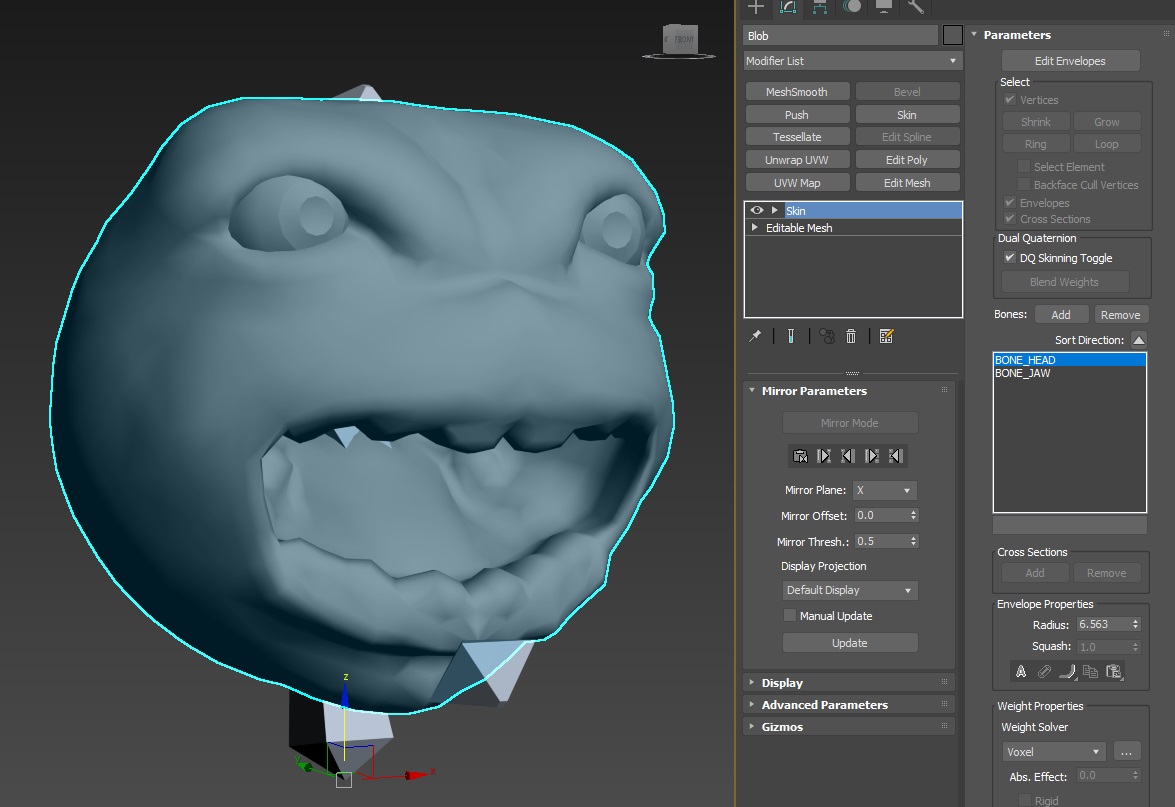 FRONT
z
x
Blob
Modifier List
MeshSmooth Bevel
Push Skin
Tessellate Edit Spline
Unwrap UVW Edit Poly
UVW Map Edit Mesh
Skin
Editable Mesh
Mirror Parameters
Mirror Mode
Mirror Plane: X
Mirror Offset: 0.0
Mirror Thresh.: 0.5
Display Projection
Default Display
Manual Update
Update
Display
Advanced Parameters
Gizmos
Parameters
Edit Envelopes
Select
Vertices
Shrink Grow
Ring Loop
Select Element
Backface Cull Vertices
Envelopes
Cross Sections
Dual Quaternion
DQ Skinning Toggle
Blend Weights
Bones: Add Remove
Sort Direction:
BONE_HEAD
BONE_JAW
Cross Sections
Add Remove
Envelope Properties
Radius: 6.563
Squash: 1.0
A
Weight Properties
Weight Solver
Voxel ...
Abs. Effect: 0.0
Rigid